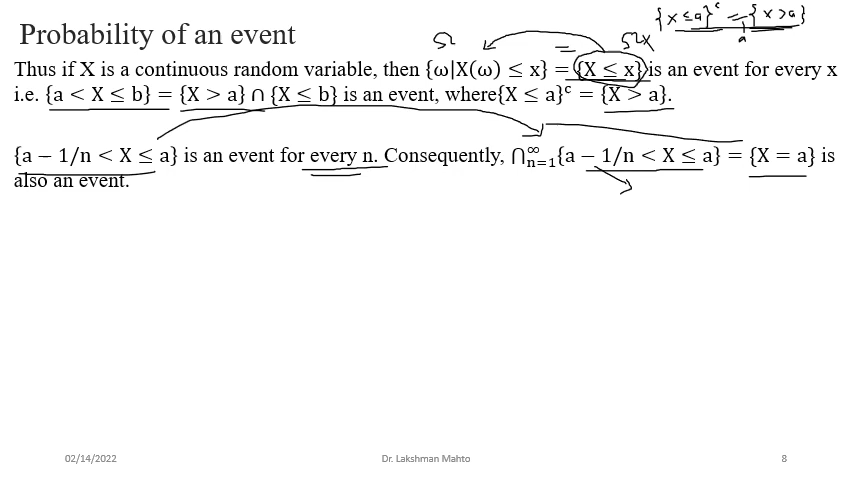 {X ≤ a}ᶜ = {X > a}
a
Probability of an event
Ω
ΩX
Thus if X is a continuous random variable, then {ω|X(ω) ≤ x} = {X ≤ x} is an event for every x
i.e. {a < X ≤ b} = {X > a} ∩ {X ≤ b} is an event, where{X ≤ a}ᶜ = {X > a}.
{a − 1/n < X ≤ a} is an event for every n. Consequently, ⋂ₙ₌₁^∞{a − 1/n < X ≤ a} = {X = a} is
also an event.
02/14/2022
Dr. Lakshman Mahto
8